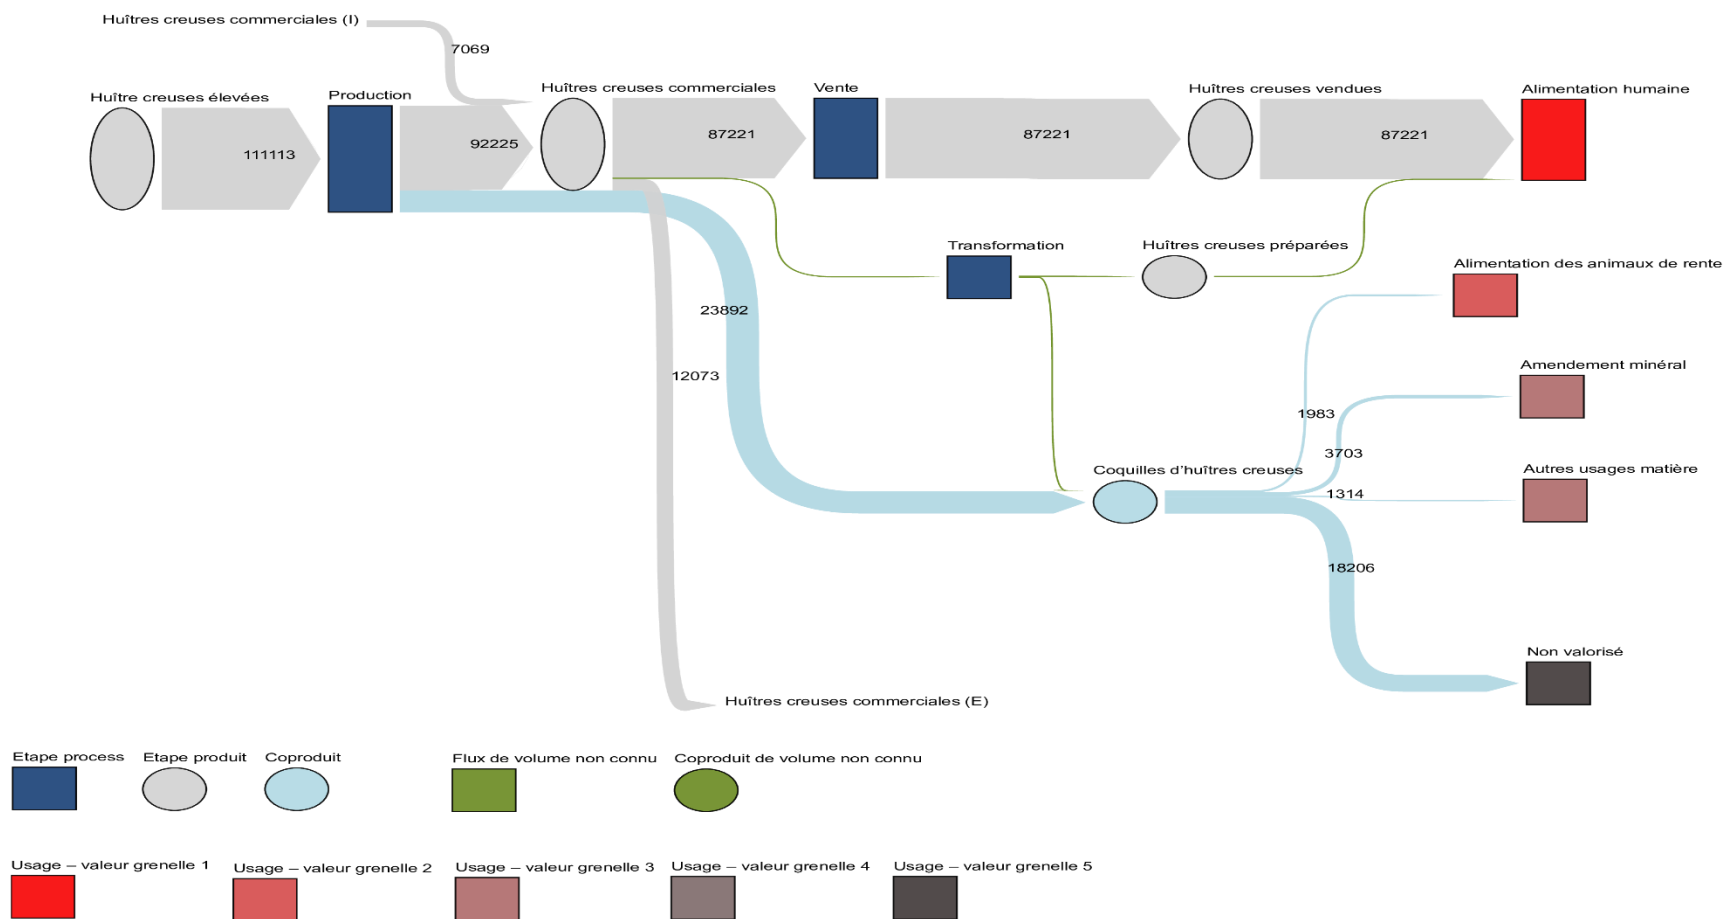 Huîtres creuses commerciales (I)
7069
Huître creuses élevées
Production
Huîtres creuses commerciales
Vente
Huîtres creuses vendues
Alimentation humaine
111113
92225
87221
87221
87221
Transformation
Huîtres creuses préparées
Alimentation des animaux de rente
23892
12073
Amendement minéral
1983
3703
Coquilles d’huîtres creuses
Autres usages matière
1314
18206
Non valorisé
Huîtres creuses commerciales (E)
Etape process
Etape produit
Coproduit
Flux de volume non connu
Coproduit de volume non connu
Usage – valeur grenelle 1
Usage – valeur grenelle 2
Usage – valeur grenelle 3
Usage – valeur grenelle 4
Usage – valeur grenelle 5